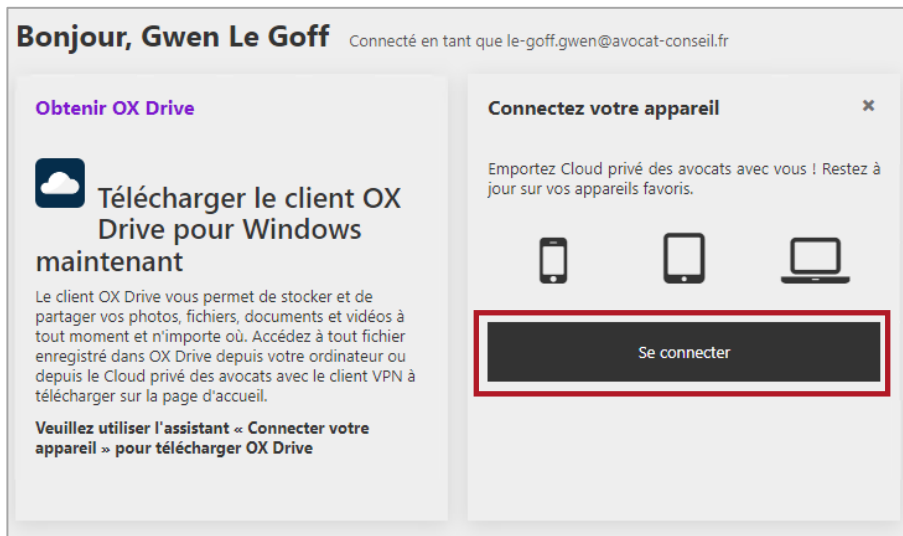 Bonjour, Gwen Le Goff Connecté en tant que le-goff.gwen@avocat-conseil.fr
Obtenir OX Drive
Télécharger le client OX
Drive pour Windows
maintenant
Le client OX Drive vous permet de stocker et de
partager vos photos, fichiers, documents et vidéos à
tout moment et n'importe où. Accédez à tout fichier
enregistré dans OX Drive depuis votre ordinateur ou
depuis le Cloud privé des avocats avec le client VPN à
télécharger sur la page d'accueil.
Veuillez utiliser l'assistant « Connecter votre
appareil » pour télécharger OX Drive
Connectez votre appareil
Emportez Cloud privé des avocats avec vous ! Restez à
jour sur vos appareils favoris.
Se connecter